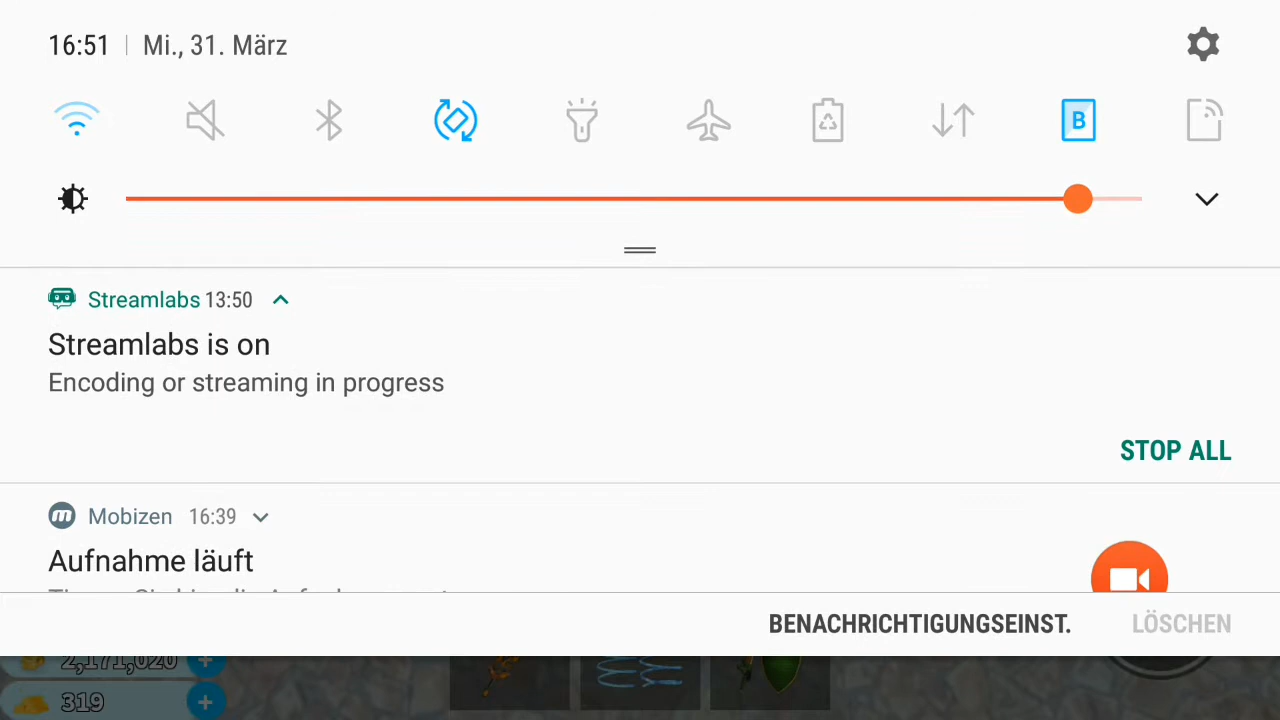 16:51 | Mi., 31. März
B
Streamlabs 13:50
Streamlabs is on
Encoding or streaming in progress
STOP ALL
m Mobizen 16:39
Aufnahme läuft
BENACHRICHTIGUNGSEINST. LÖSCHEN
2,171,020 +
319 +